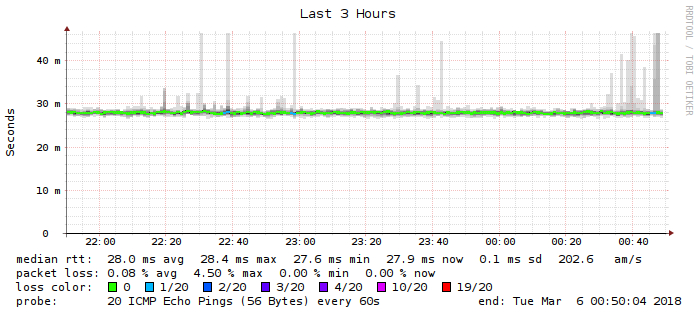 Last 3 Hours
RRDTOOL / TOBI OETIKER
Seconds
40 m
30 m
20 m
10 m
0
22:00 22:20 22:40 23:00 23:20 23:40 00:00 00:20 00:40
median rtt: 28.0 ms avg 28.4 ms max 27.6 ms min 27.9 ms now 0.1 ms sd 202.6 am/s
packet loss: 0.08 % avg 4.50 % max 0.00 % min 0.00 % now
loss color: 0 1/20 2/20 3/20 4/20 10/20 19/20
probe: 20 ICMP Echo Pings (56 Bytes) every 60s end: Tue Mar 6 00:50:04 2018